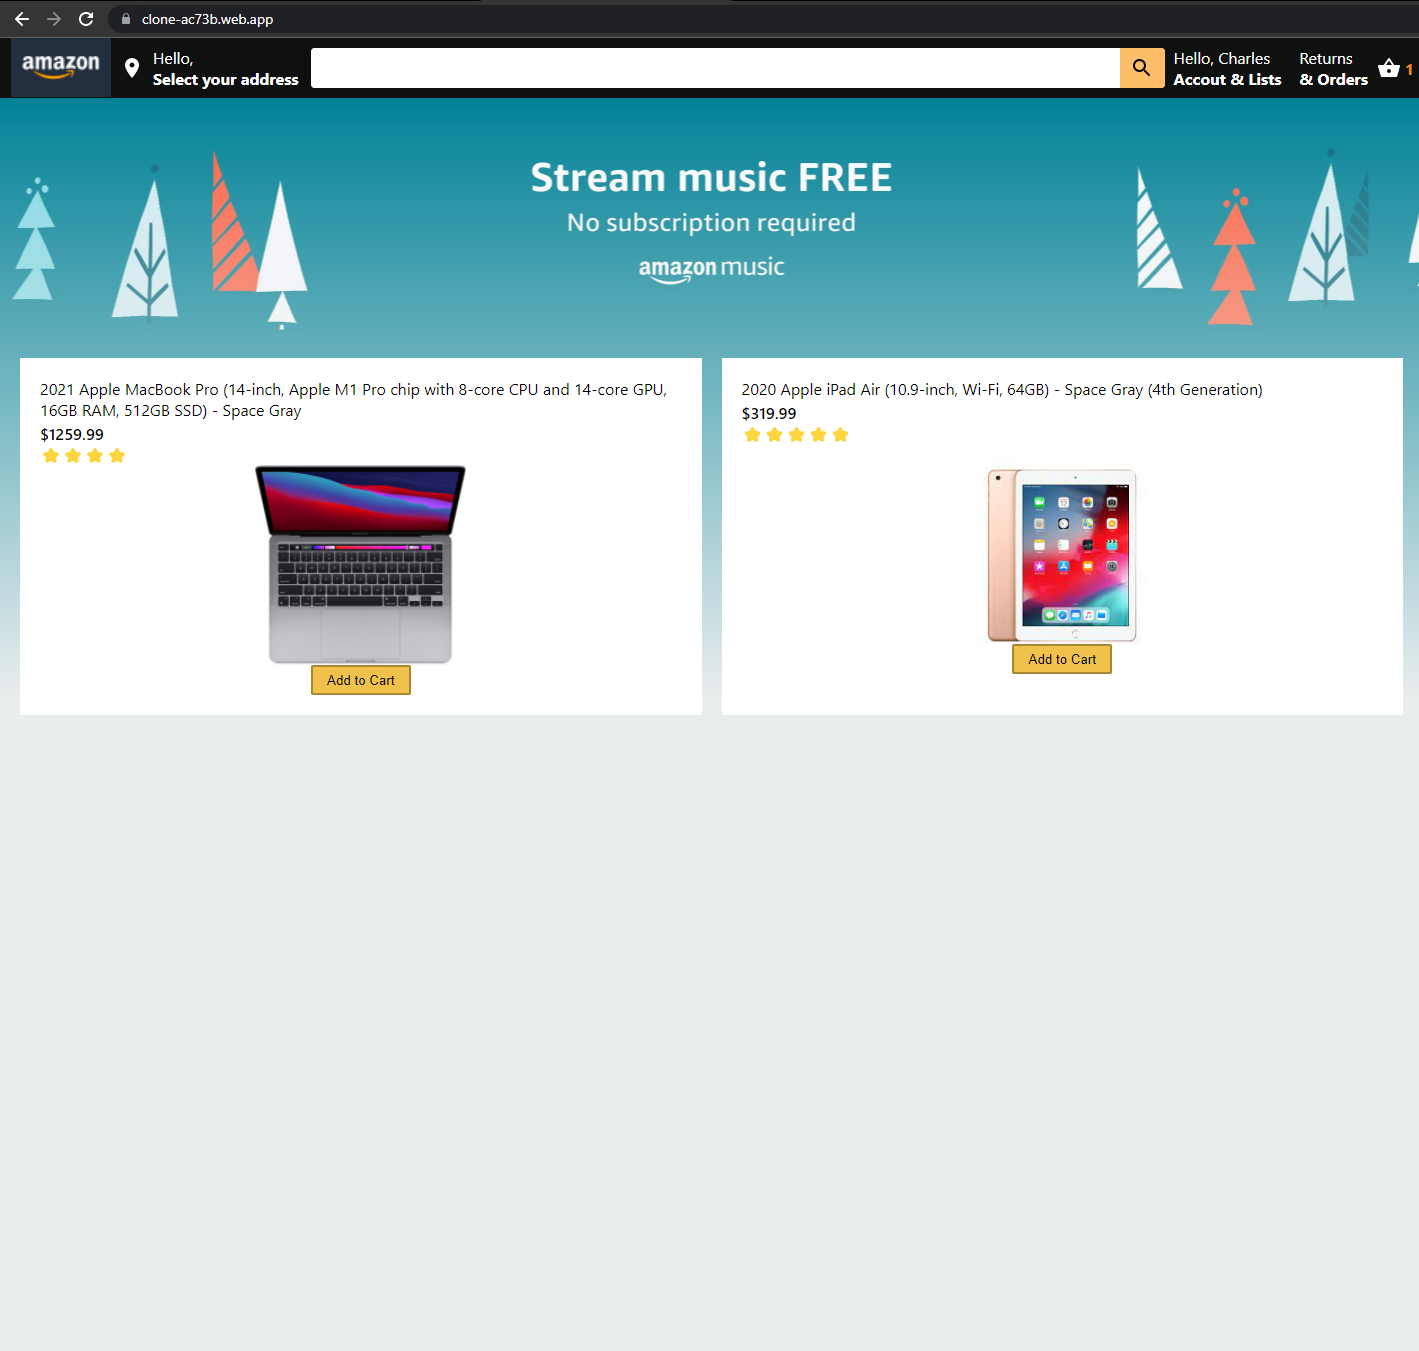 clone-ac73b.web.app
amazon
Hello,
Select your address
Hello, Charles
Accout & Lists
Returns
& Orders
1
Stream music FREE
No subscription required
amazon music
2021 Apple MacBook Pro (14-inch, Apple M1 Pro chip with 8-core CPU and 14-core GPU,
16GB RAM, 512GB SSD) - Space Gray
$1259.99
Add to Cart
2020 Apple iPad Air (10.9-inch, Wi-Fi, 64GB) - Space Gray (4th Generation)
$319.99
Add to Cart